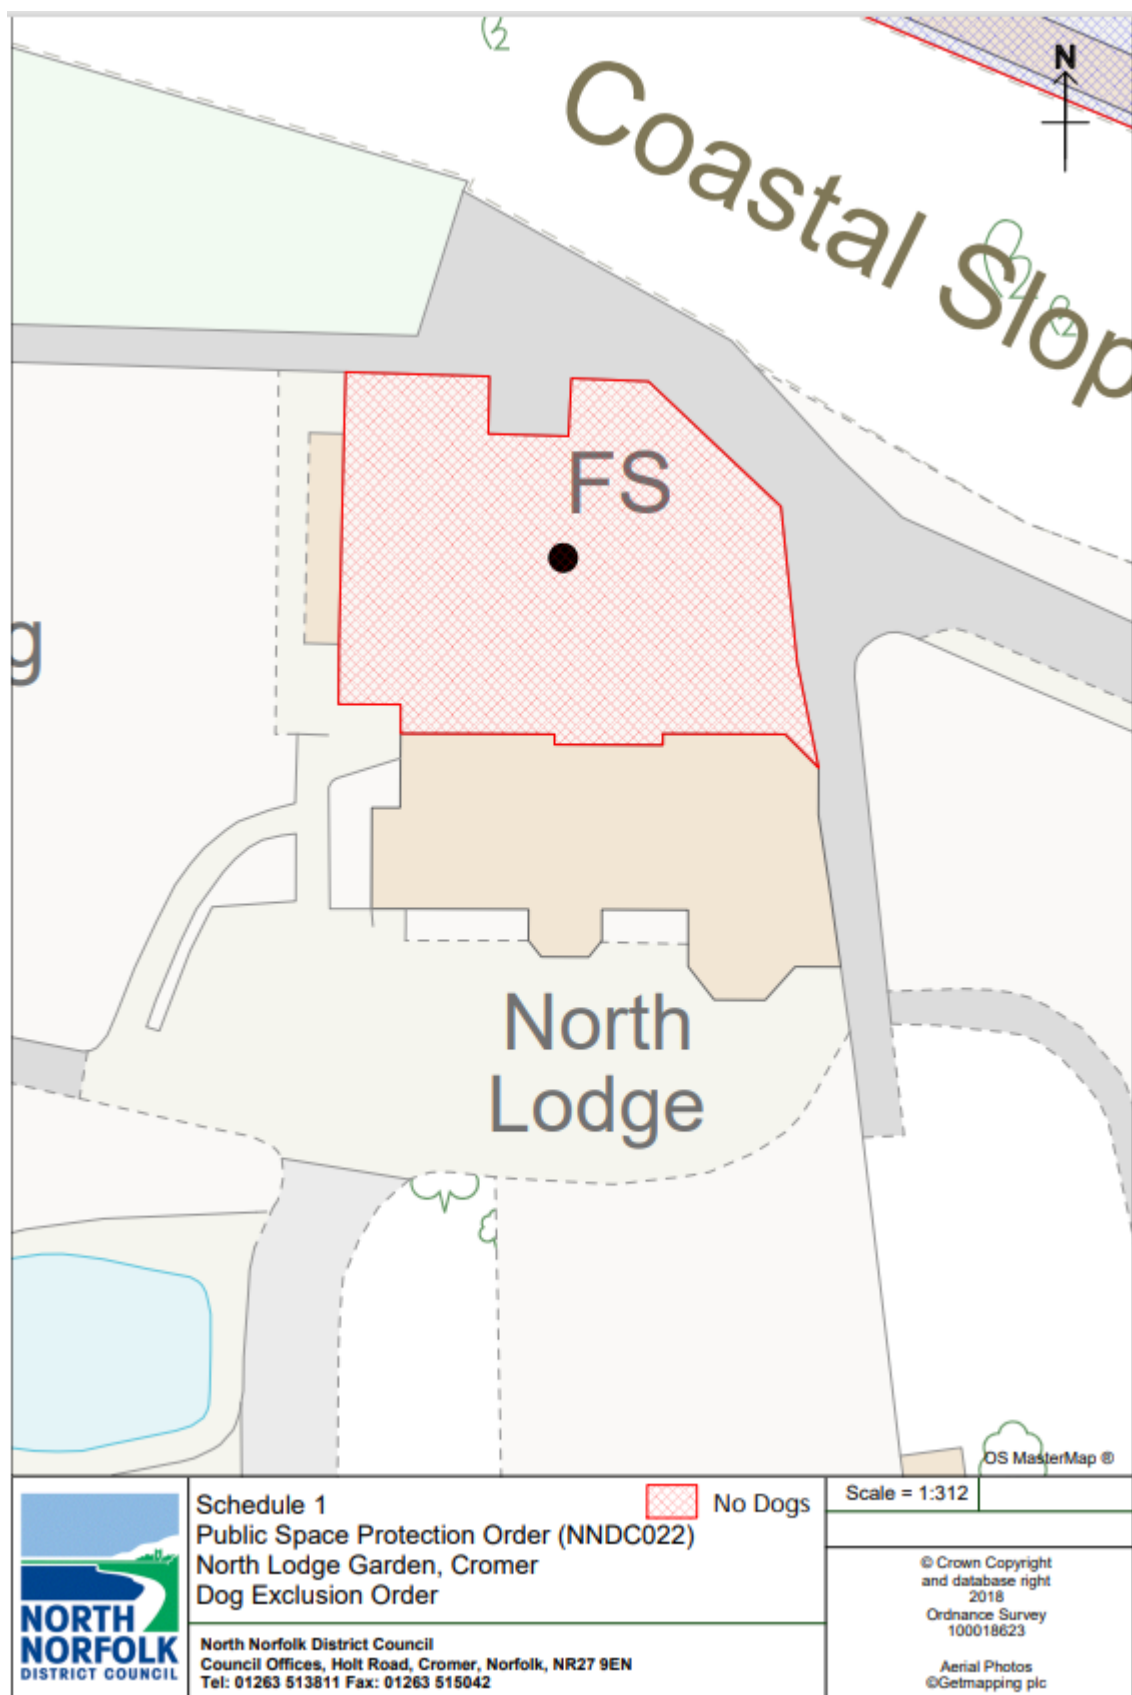 N
Coastal Slop
FS
g
North
Lodge
OS MasterMap ®
Schedule 1
Public Space Protection Order (NNDC022)
North Lodge Garden, Cromer
Dog Exclusion Order
No Dogs
Scale = 1:312
NORTH
NORFOLK
DISTRICT COUNCIL
North Norfolk District Council
Council Offices, Holt Road, Cromer, Norfolk, NR27 9EN
Tel: 01263 513811 Fax: 01263 515042
© Crown Copyright
and database right
2018
Ordnance Survey
100018623
Aerial Photos
©Getmapping plc